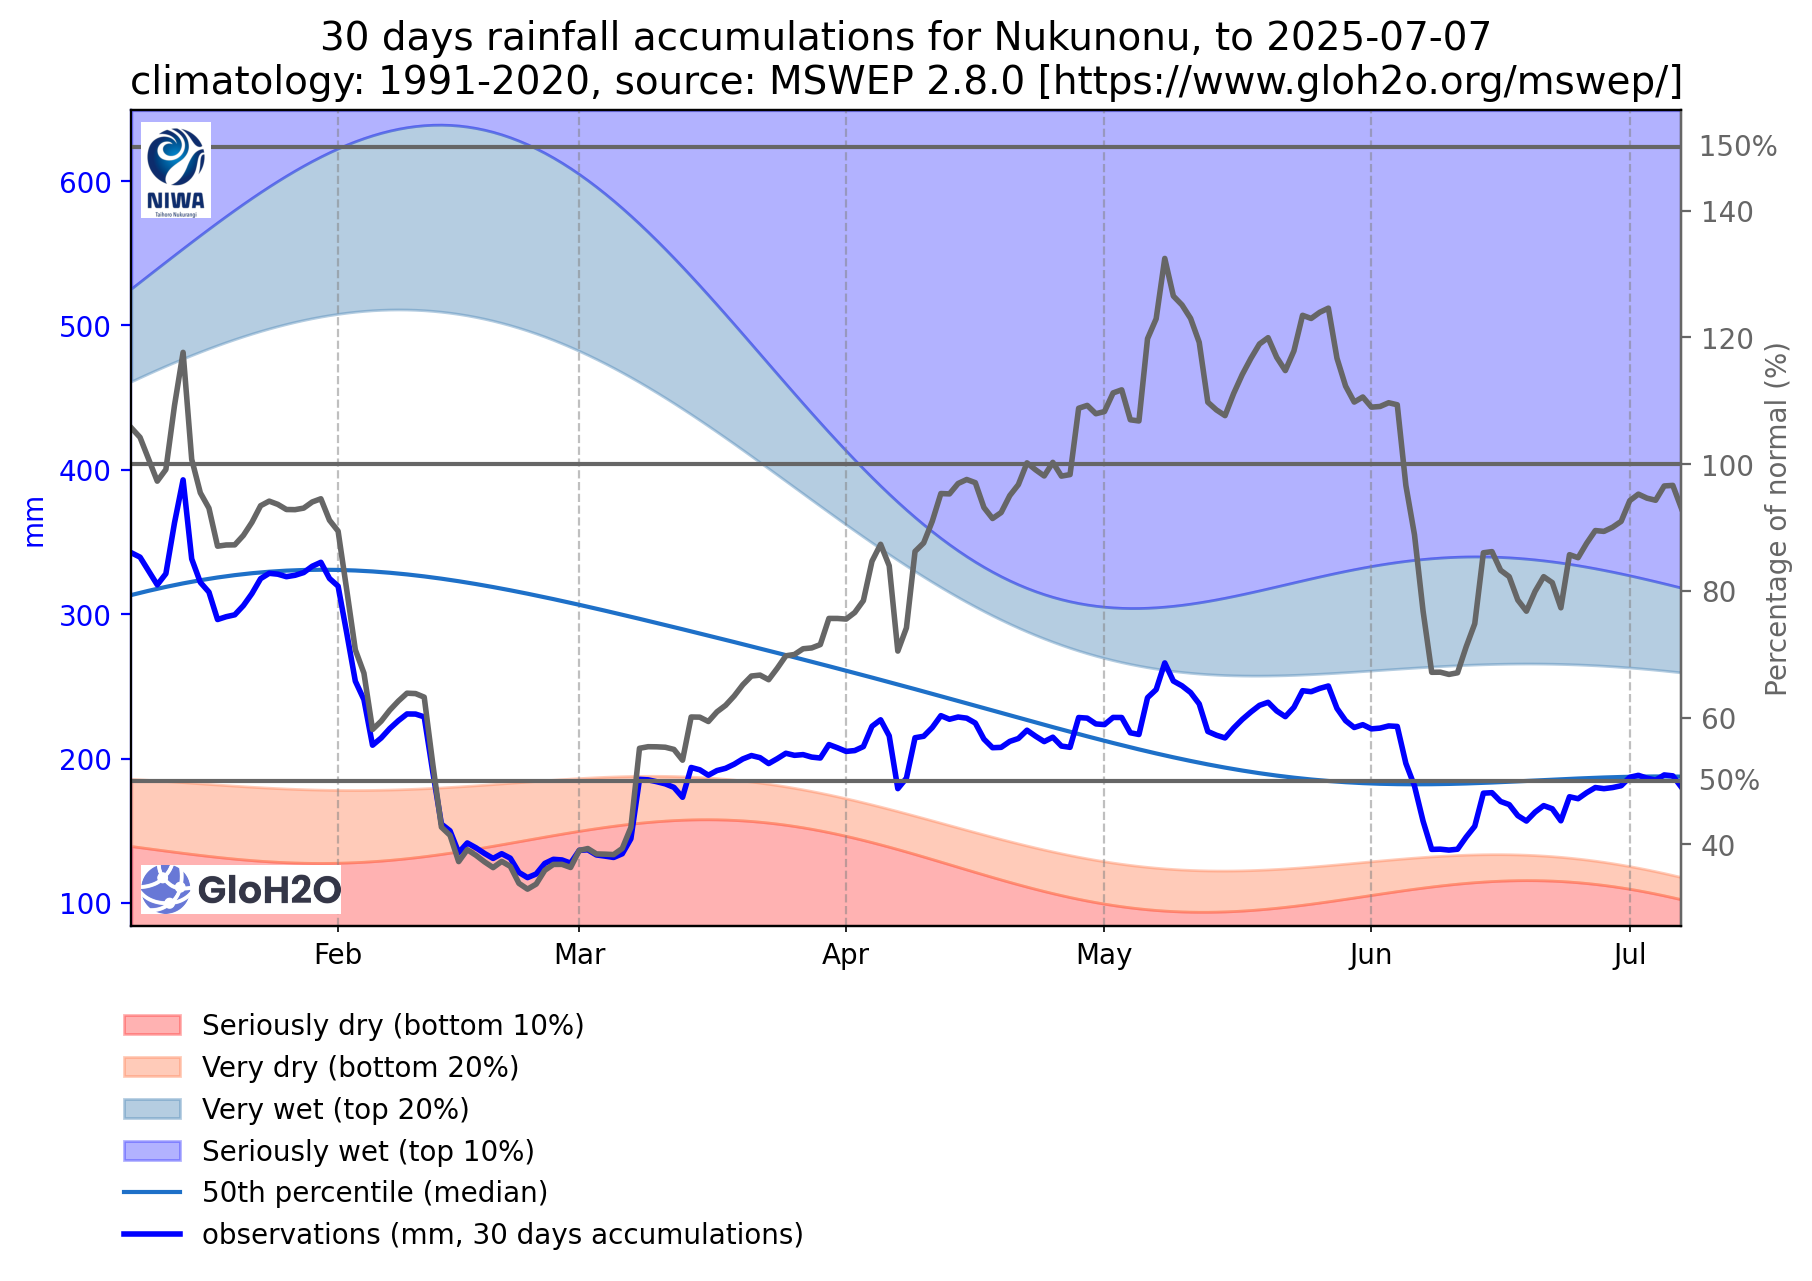 30 days rainfall accumulations for Nukunonu, to 2025-07-07
climatology: 1991-2020, source: MSWEP 2.8.0 [https://www.gloh2o.org/mswep/]
NIWA
Taihoro Nukurangi
600
500
400
300
200
100
mm
150%
140
120
100
80
60
50%
40
Percentage of normal (%)
GloH2O
Feb Mar Apr May Jun Jul
Seriously dry (bottom 10%)
Very dry (bottom 20%)
Very wet (top 20%)
Seriously wet (top 10%)
50th percentile (median)
observations (mm, 30 days accumulations)